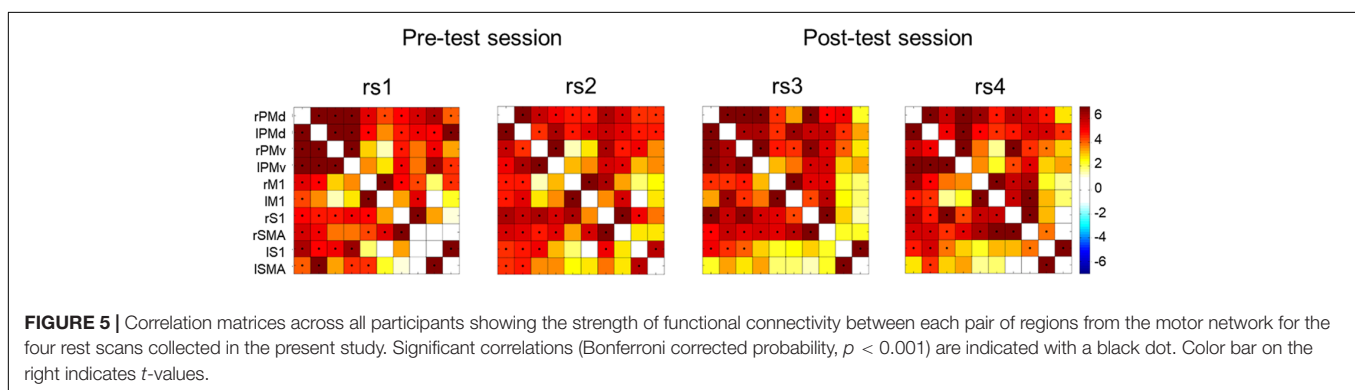 Pre-test session Post-test session
rs1 rs2 rs3 rs4
rPMd
lPMd
rPMv
lPMv
rM1
lM1
rS1
rSMA
lS1
lSMA
6
4
2
0
-2
-4
-6
FIGURE 5 | Correlation matrices across all participants showing the strength of functional connectivity between each pair of regions from the motor network for the
four rest scans collected in the present study. Significant correlations (Bonferroni corrected probability, p < 0.001) are indicated with a black dot. Color bar on the
right indicates t-values.